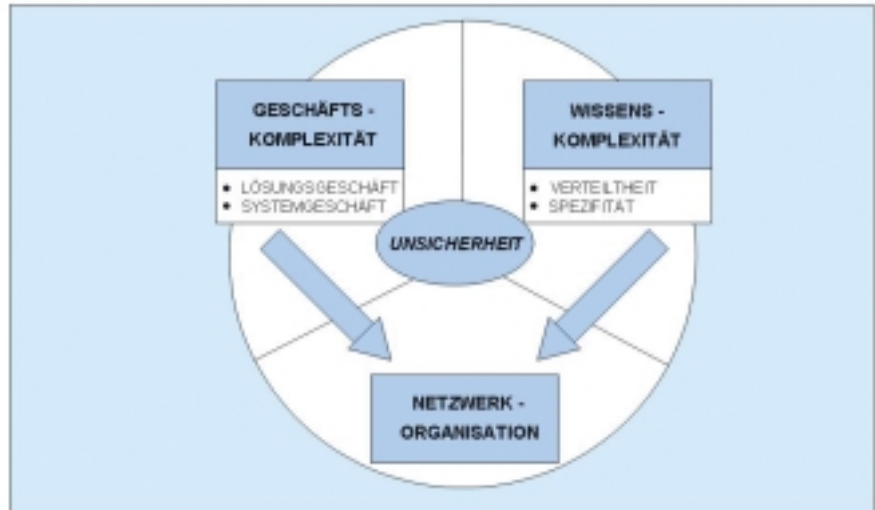 GESCHÄFTS -
KOMPLEXITÄT
• LÖSUNGSGESCHÄFT
• SYSTEMGESCHÄFT
WISSENS -
KOMPLEXITÄT
• VERTEILTHEIT
• SPEZIFITÄT
UNSICHERHEIT
NETZWERK -
ORGANISATION